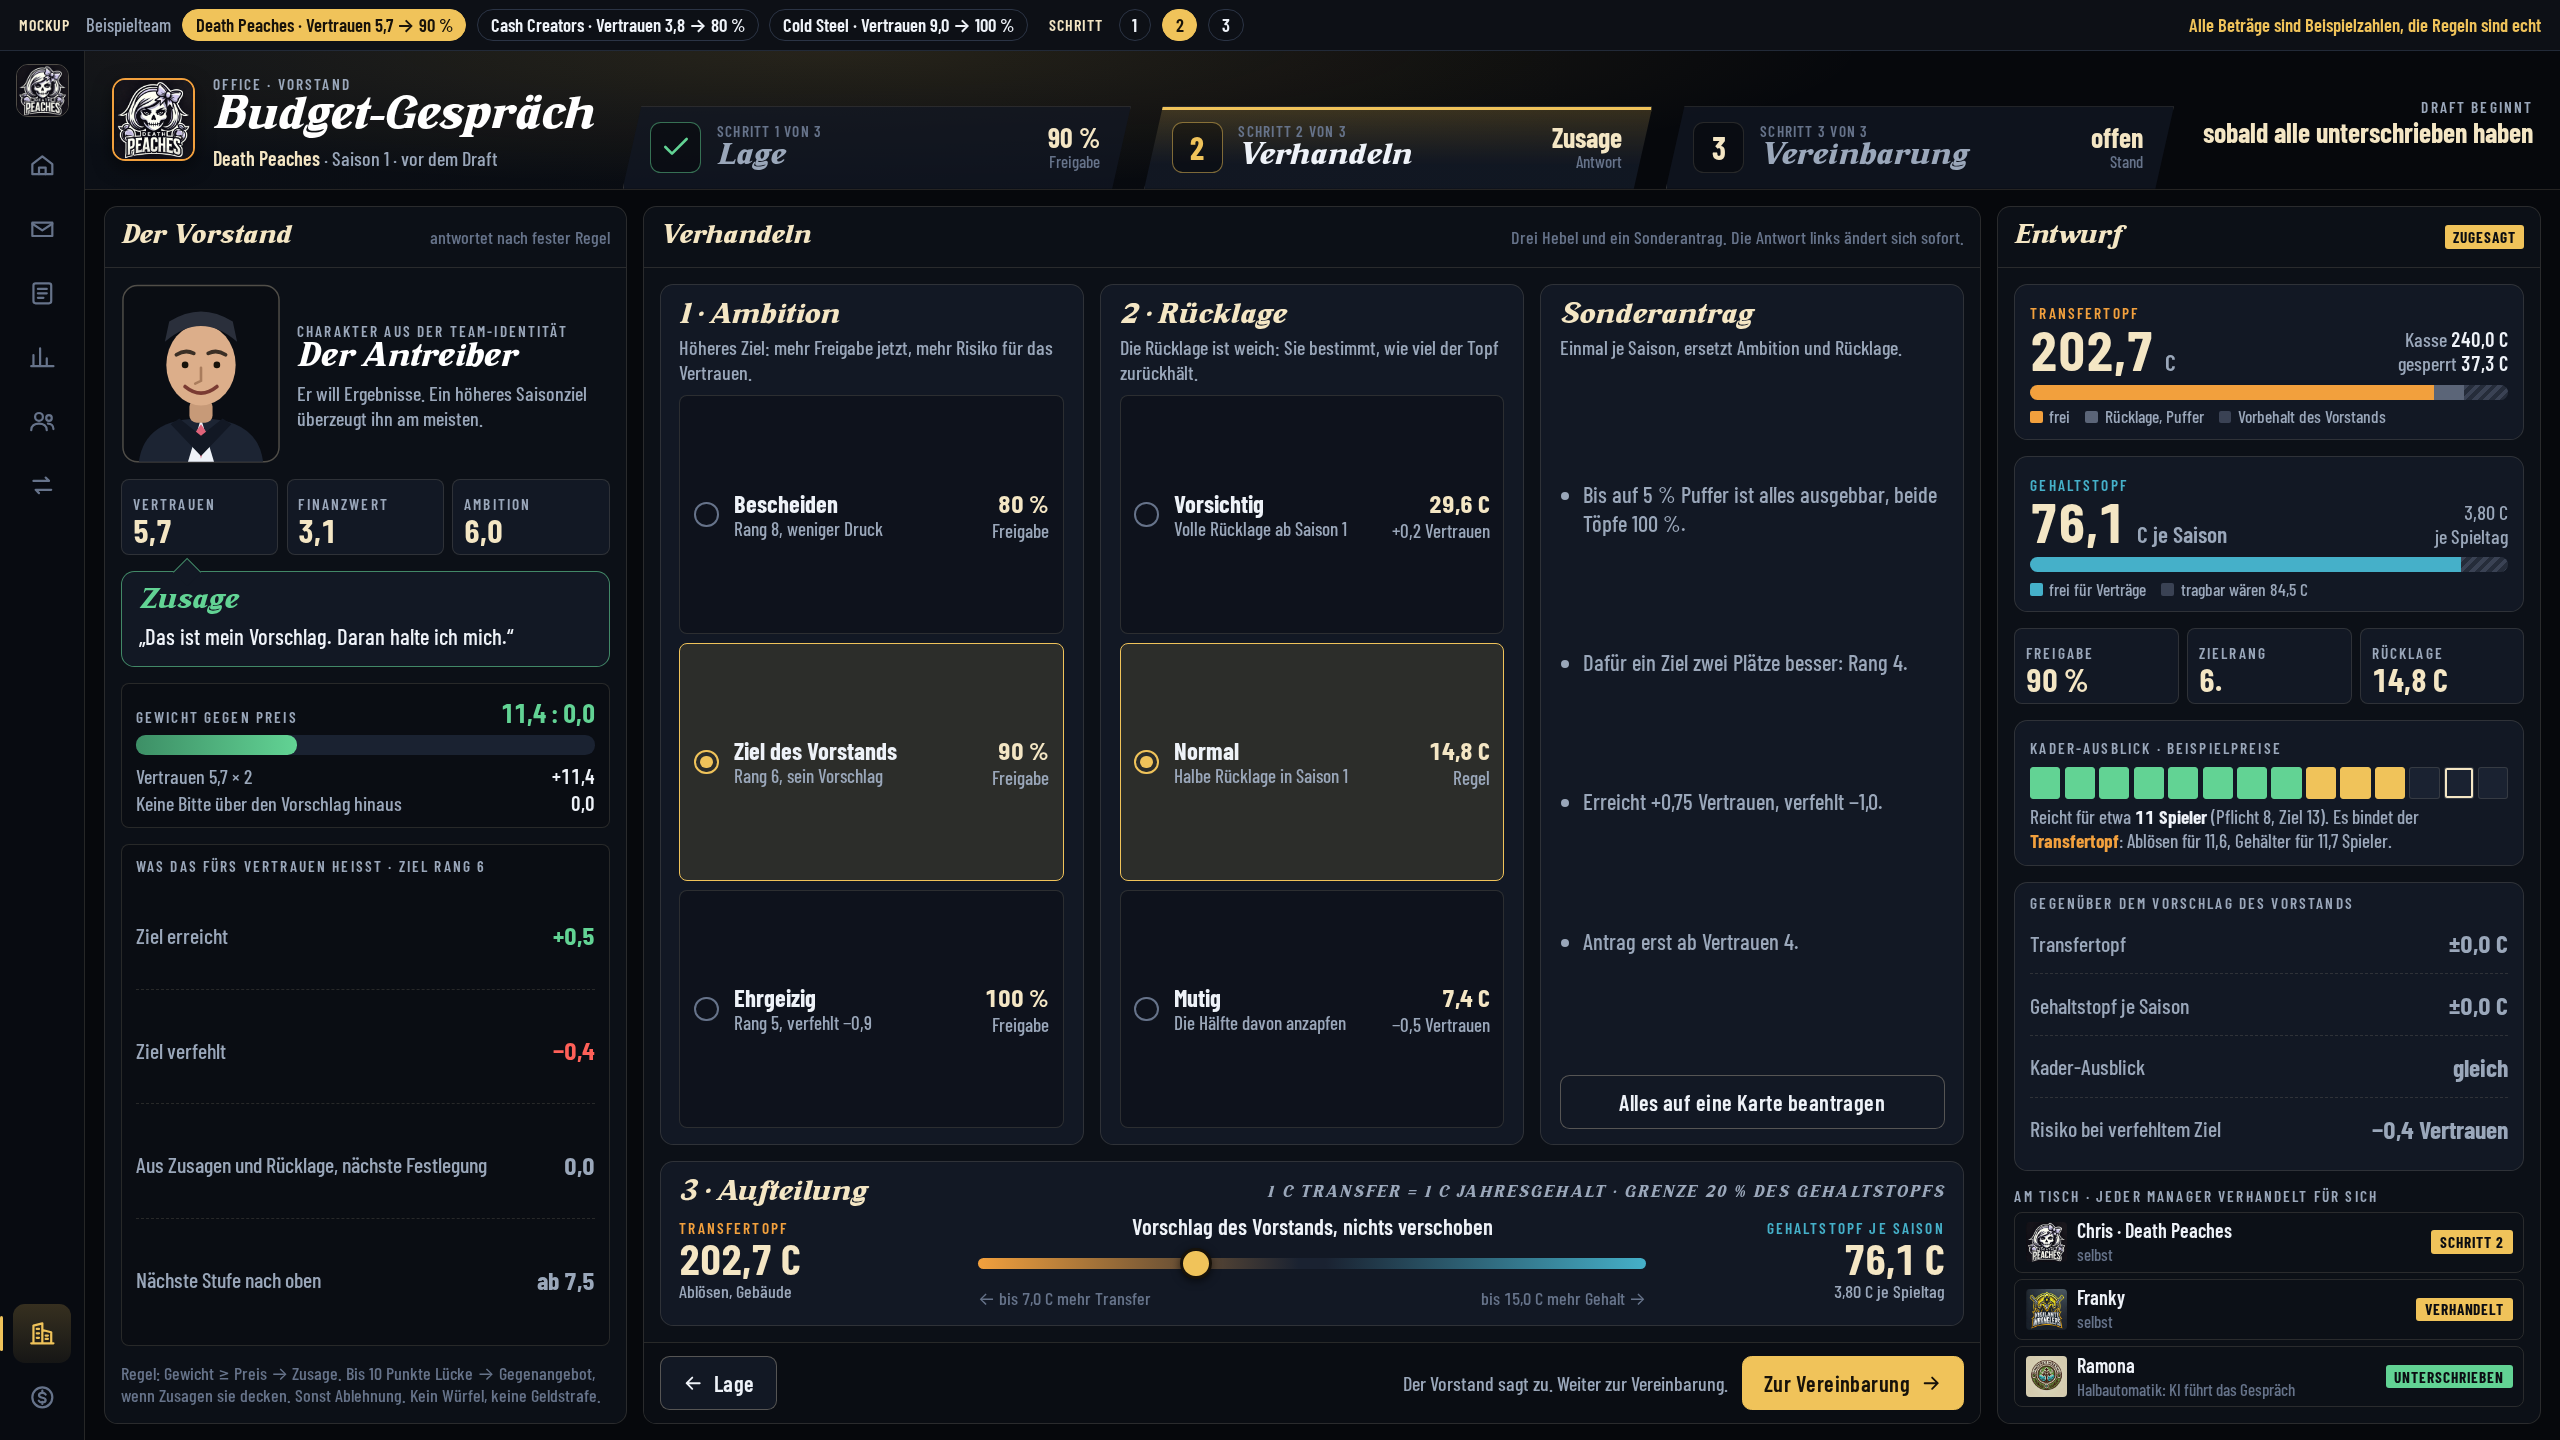 MOCKUP Beispielteam Death Peaches · Vertrauen 5,7 → 90 % Cash Creators · Vertrauen 3,8 → 80 % Cold Steel · Vertrauen 9,0 → 100 % SCHRITT 1 2 3 Alle Beträge sind Beispielzahlen, die Regeln sind echt
OFFICE · VORSTAND
Budget-Gespräch
Death Peaches · Saison 1 · vor dem Draft
SCHRITT 1 VON 3
Lage
90 %
Freigabe
2
SCHRITT 2 VON 3
Verhandeln
Zusage
Antwort
3
SCHRITT 3 VON 3
Vereinbarung
offen
Stand
DRAFT BEGINNT
sobald alle unterschrieben haben
Der Vorstand
antwortet nach fester Regel
CHARAKTER AUS DER TEAM-IDENTITÄT
Der Antreiber
Er will Ergebnisse. Ein höheres Saisonziel
überzeugt ihn am meisten.
VERTRAUEN
5,7
FINANZWERT
3,1
AMBITION
6,0
Zusage
„Das ist mein Vorschlag. Daran halte ich mich.“
GEWICHT GEGEN PREIS 11,4 : 0,0
Vertrauen 5,7 × 2 +11,4
Keine Bitte über den Vorschlag hinaus 0,0
WAS DAS FÜRS VERTRAUEN HEISST · ZIEL RANG 6
Ziel erreicht +0,5
Ziel verfehlt −0,4
Aus Zusagen und Rücklage, nächste Festlegung 0,0
Nächste Stufe nach oben ab 7,5
Regel: Gewicht ≥ Preis → Zusage. Bis 10 Punkte Lücke → Gegenangebot,
wenn Zusagen sie decken. Sonst Ablehnung. Kein Würfel, keine Geldstrafe.
Verhandeln
Drei Hebel und ein Sonderantrag. Die Antwort links ändert sich sofort.
1 · Ambition
Höheres Ziel: mehr Freigabe jetzt, mehr Risiko für das
Vertrauen.
Bescheiden 80 %
Rang 8, weniger Druck Freigabe
Ziel des Vorstands 90 %
Rang 6, sein Vorschlag Freigabe
Ehrgeizig 100 %
Rang 5, verfehlt −0,9 Freigabe
2 · Rücklage
Die Rücklage ist weich: Sie bestimmt, wie viel der Topf
zurückhält.
Vorsichtig 29,6 C
Volle Rücklage ab Saison 1 +0,2 Vertrauen
Normal 14,8 C
Halbe Rücklage in Saison 1 Regel
Mutig 7,4 C
Die Hälfte davon anzapfen −0,5 Vertrauen
Sonderantrag
Einmal je Saison, ersetzt Ambition und Rücklage.
• Bis auf 5 % Puffer ist alles ausgebbar, beide
Töpfe 100 %.
• Dafür ein Ziel zwei Plätze besser: Rang 4.
• Erreicht +0,75 Vertrauen, verfehlt −1,0.
• Antrag erst ab Vertrauen 4.
Alles auf eine Karte beantragen
3 · Aufteilung
1 C TRANSFER = 1 C JAHRESGEHALT · GRENZE 20 % DES GEHALTSTOPFS
TRANSFERTOPF
202,7 C
Ablösen, Gebäude
Vorschlag des Vorstands, nichts verschoben
← bis 7,0 C mehr Transfer bis 15,0 C mehr Gehalt →
GEHALTSTOPF JE SAISON
76,1 C
3,80 C je Spieltag
← Lage
Der Vorstand sagt zu. Weiter zur Vereinbarung.
Zur Vereinbarung →
Entwurf
ZUGESAGT
TRANSFERTOPF
202,7 C
Kasse 240,0 C
gesperrt 37,3 C
frei Rücklage, Puffer Vorbehalt des Vorstands
GEHALTSTOPF
76,1 C je Saison
3,80 C
je Spieltag
frei für Verträge tragbar wären 84,5 C
FREIGABE
90 %
ZIELRANG
6.
RÜCKLAGE
14,8 C
KADER-AUSBLICK · BEISPIELPREISE
Reicht für etwa 11 Spieler (Pflicht 8, Ziel 13). Es bindet der
Transfertopf: Ablösen für 11,6, Gehälter für 11,7 Spieler.
GEGENÜBER DEM VORSCHLAG DES VORSTANDS
Transfertopf ±0,0 C
Gehaltstopf je Saison ±0,0 C
Kader-Ausblick gleich
Risiko bei verfehltem Ziel −0,4 Vertrauen
AM TISCH · JEDER MANAGER VERHANDELT FÜR SICH
Chris · Death Peaches
selbst
SCHRITT 2
Franky
selbst
VERHANDELT
Ramona
Halbautomatik: KI führt das Gespräch
UNTERSCHRIEBEN
DEATH
PEACHES
PEACHES